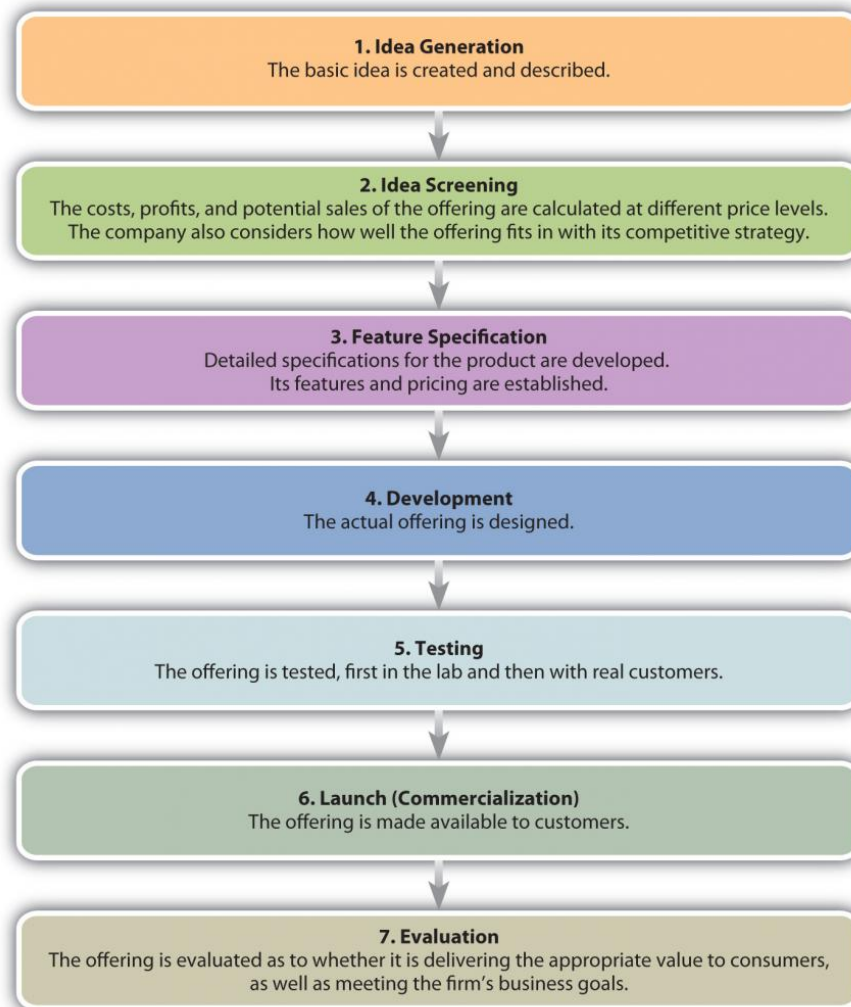 1. Idea Generation
The basic idea is created and described.
2. Idea Screening
The costs, profits, and potential sales of the offering are calculated at different price levels.
The company also considers how well the offering fits in with its competitive strategy.
3. Feature Specification
Detailed specifications for the product are developed.
Its features and pricing are established.
4. Development
The actual offering is designed.
5. Testing
The offering is tested, first in the lab and then with real customers.
6. Launch (Commercialization)
The offering is made available to customers.
7. Evaluation
The offering is evaluated as to whether it is delivering the appropriate value to consumers,
as well as meeting the firm's business goals.